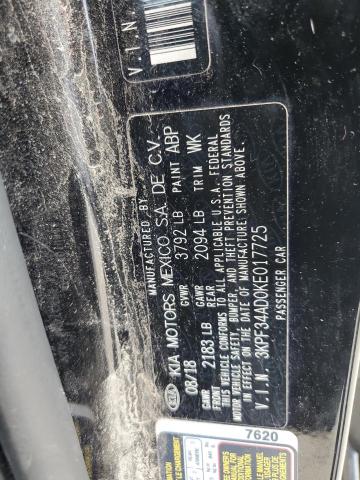 V.I.N
MANUFACTURED BY
KIA KIA MOTORS MEXICO S.A. DE C.V.
08/18 GVWR 3792 LB PAINT ABP
GAWR FRONT 2183 LB GAWR REAR 2094 LB TRIM WK
THIS VEHICLE CONFORMS TO ALL APPLICABLE U.S.A. FEDERAL
MOTOR VEHICLE SAFETY, BUMPER, AND THEFT PREVENTION STANDARDS
IN EFFECT ON THE DATE OF MANUFACTURE SHOWN ABOVE.
V.I.N. 3KPF34AD0KE017725
PASSENGER CAR
7620